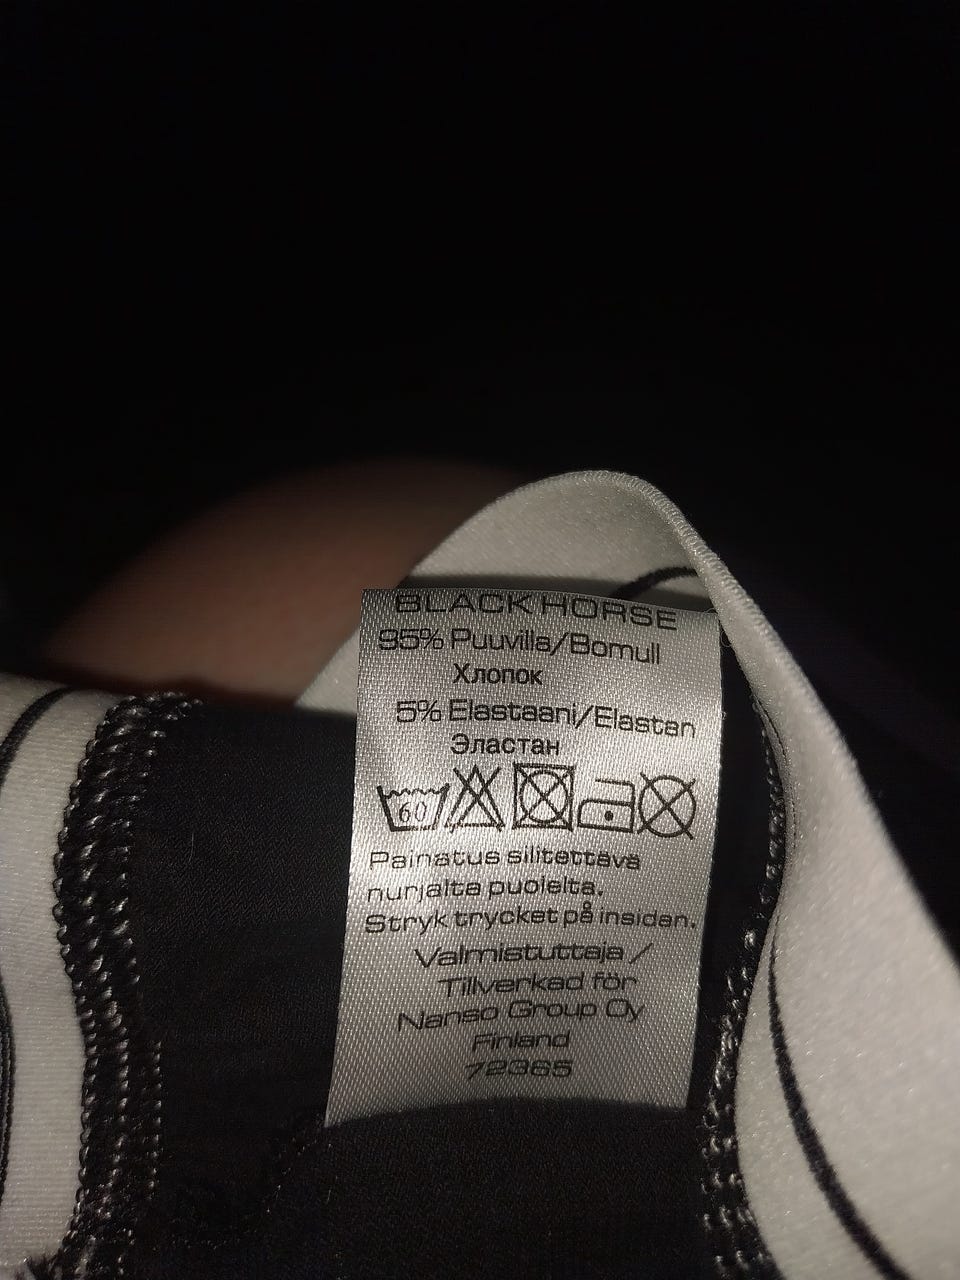 BLACK HORSE
95% Puuvilla/Bomull
Хлопок
5% Elastaani/Elastan
Эластан
60
Painatus silitettävä
nurjalta puolelta.
Stryk trycket på insidan.
Valmistuttaja /
Tillverkad för
Nanso Group Oy
Finland
72365